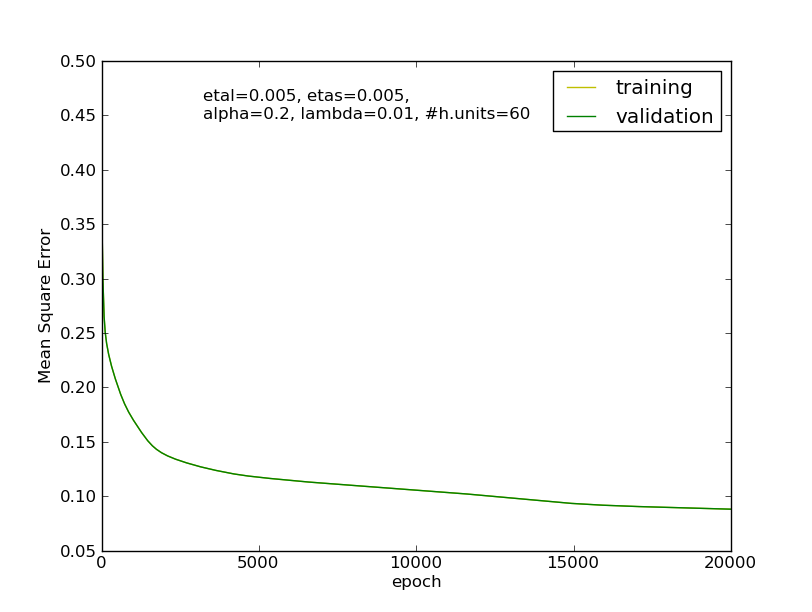 0.50
0.45
0.40
0.35
0.30
0.25
0.20
0.15
0.10
0.05
Mean Square Error
etal=0.005, etas=0.005,
alpha=0.2, lambda=0.01, #h.units=60
training
validation
0 5000 10000 15000 20000
epoch